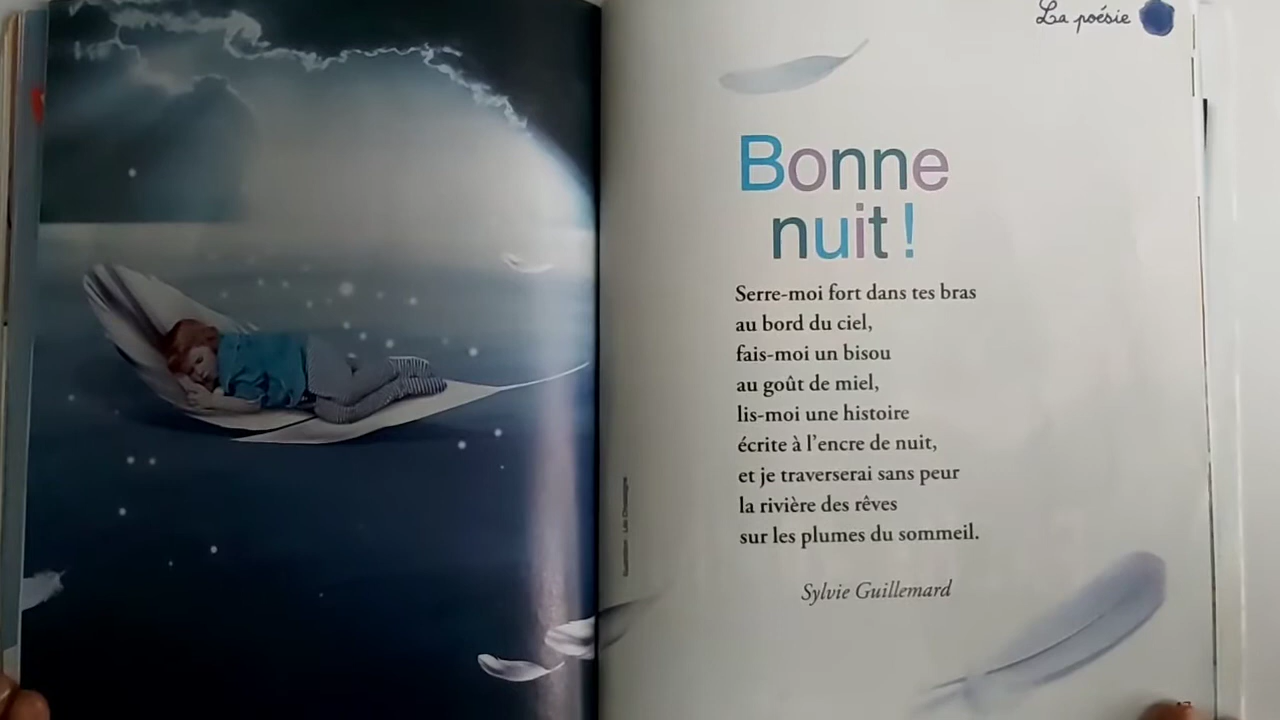 La poésie
Bonne
nuit !
Serre-moi fort dans tes bras
au bord du ciel,
fais-moi un bisou
au goût de miel,
lis-moi une histoire
écrite à l'encre de nuit,
et je traverserai sans peur
la rivière des rêves
sur les plumes du sommeil.
Sylvie Guillemard